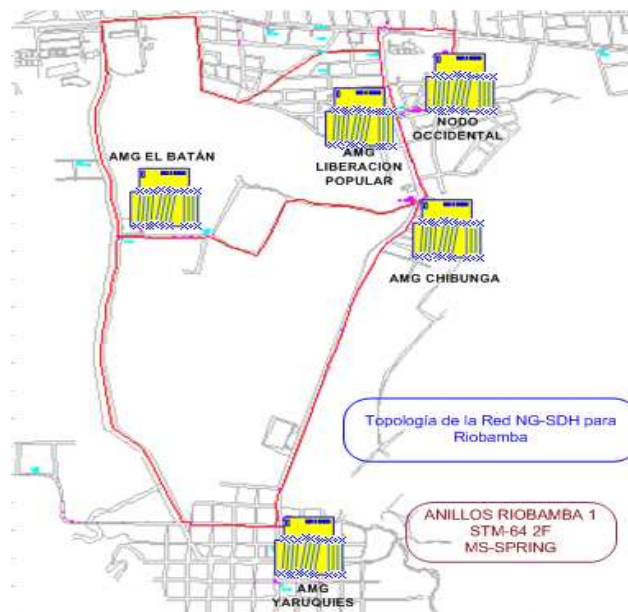 NODO
OCCIDENTAL
AMG
LIBERACION
POPULAR
AMG EL BATÁN
AMG CHIBUNGA
Topología de la Red NG-SDH para
Riobamba
ANILLOS RIOBAMBA 1
STM-64 2F
MS-SPRING
AMG
YARUQUIES